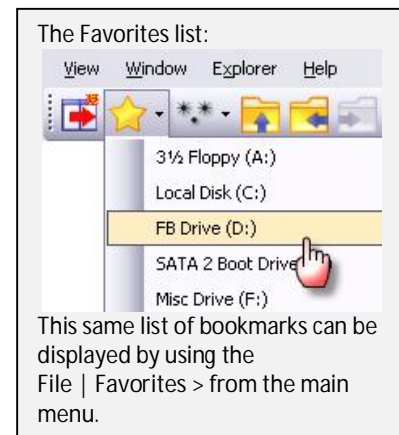 The Favorites list:
View Window Explorer Help
*.*
3½ Floppy (A:)
Local Disk (C:)
FB Drive (D:)
SATA 2 Boot Drive
Misc Drive (F:)
This same list of bookmarks can be
displayed by using the
File | Favorites > from the main
menu.